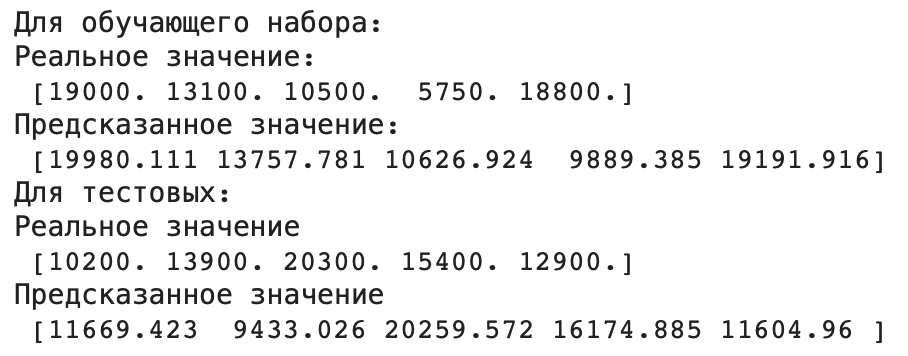 Для обучающего набора:
Реальное значение:
[19000. 13100. 10500.  5750. 18800.]
Предсказанное значение:
[19980.111 13757.781 10626.924  9889.385 19191.916]
Для тестовых:
Реальное значение
[10200. 13900. 20300. 15400. 12900.]
Предсказанное значение
[11669.423  9433.026 20259.572 16174.885 11604.96 ]